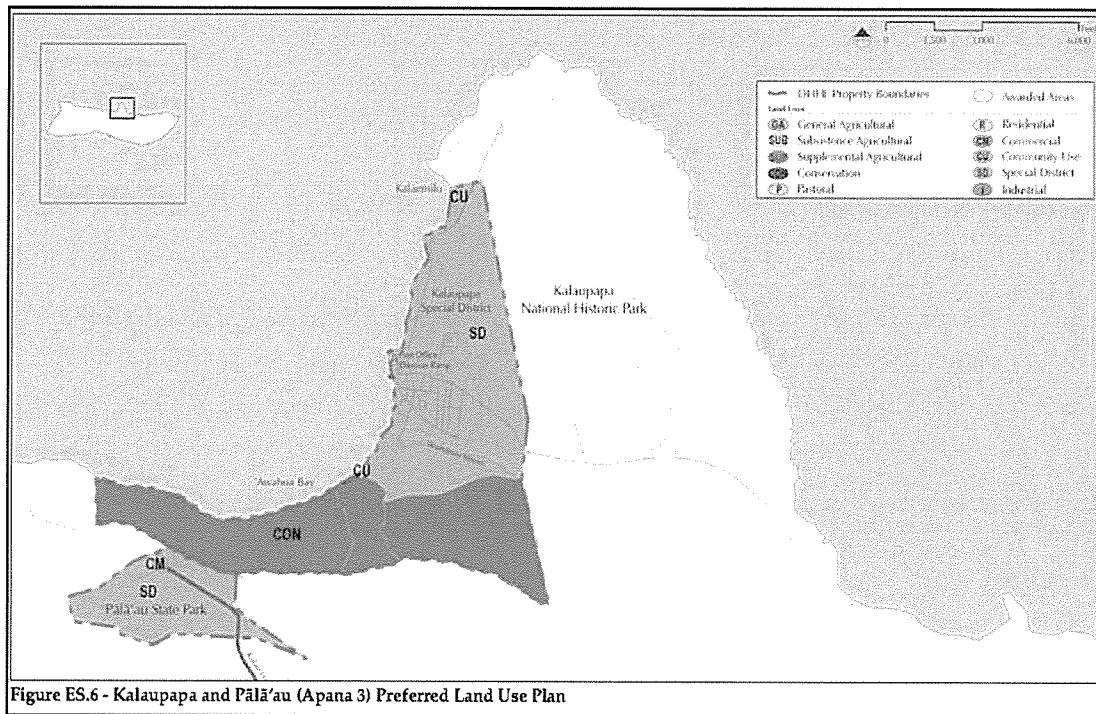 Feet
0 1,500 3,000 6,000
DHHL Property Boundaries
Awarded Areas
Land Uses
GA General Agricultural
R Residential
SUB Subsistence Agricultural
CM Commercial
Supplemental Agricultural
CU Community Use
CON Conservation
SD Special District
P Pastoral
I Industrial
CU
Kalaupapa
National Historic Park
Kalaupapa
Special District
SD
CU
'Awahua Bay
CON
CM
SD
Pālā'au State Park
Figure ES.6 - Kalaupapa and Pālā'au (Apana 3) Preferred Land Use Plan